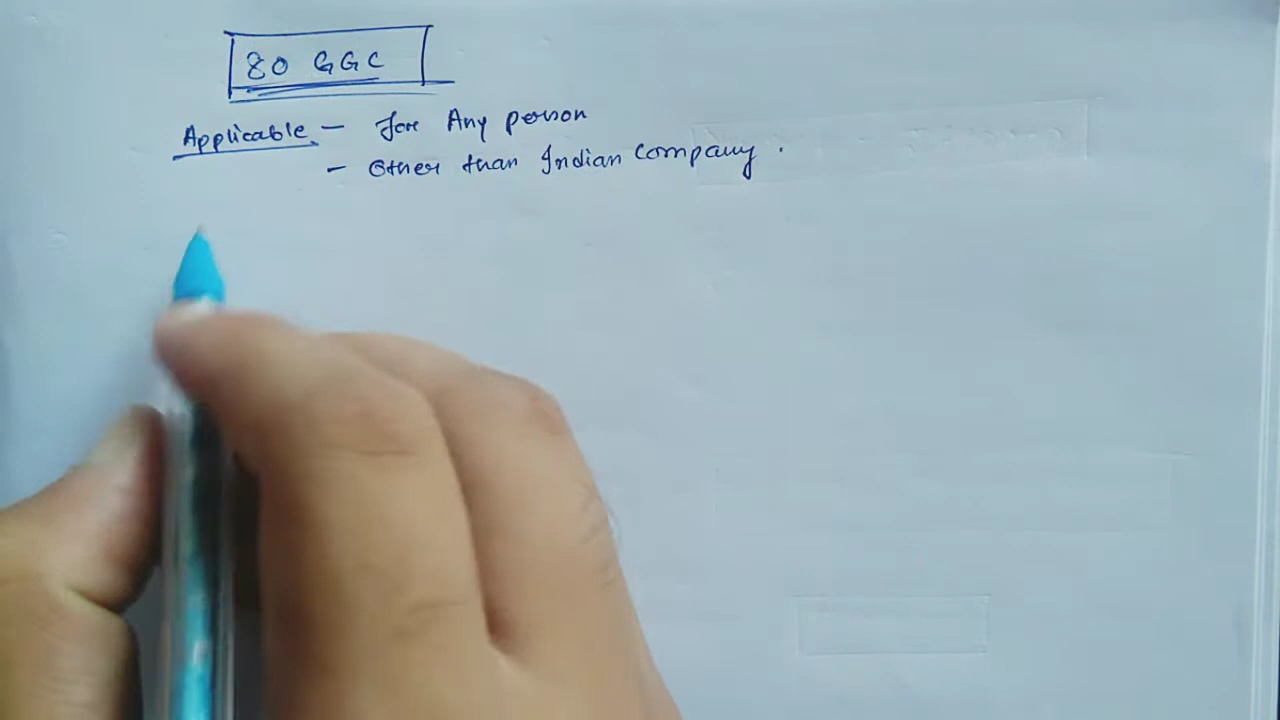 80 GGC
Applicable - for Any person
- Other than Indian Company.